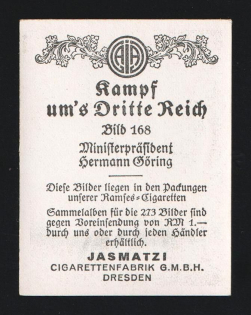 Kampf
um's Dritte Reich
Bild 168
Ministerpräsident
Hermann Göring
Diese Bilder liegen in den Packungen
unserer Ramses-Cigaretten
Sammelalben für die 273 Bilder sind
gegen Voreinsendung von RM 1.—
durch uns oder durch jeden Händler
erhältlich.
JASMATZI
CIGARETTENFABRIK G.M.B.H.
DRESDEN